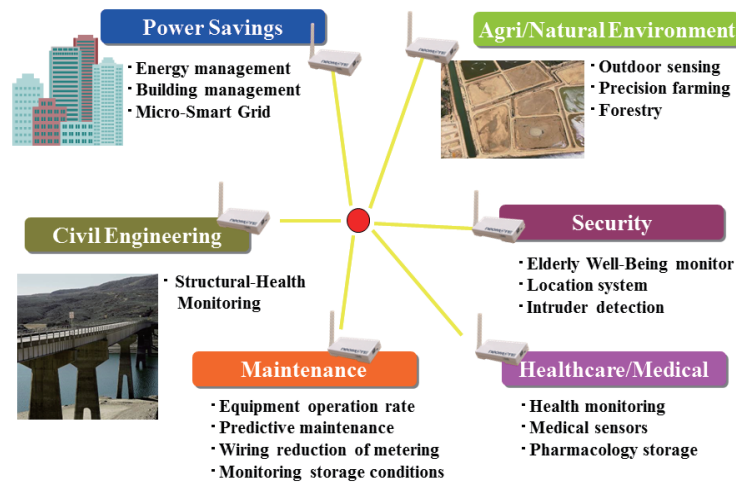 Power Savings
· Energy management
· Building management
· Micro-Smart Grid
Agri/Natural Environment
· Outdoor sensing
· Precision farming
· Forestry
Civil Engineering
· Structural-Health
Monitoring
Security
· Elderly Well-Being monitor
· Location system
· Intruder detection
Maintenance
· Equipment operation rate
· Predictive maintenance
· Wiring reduction of metering
· Monitoring storage conditions
Healthcare/Medical
· Health monitoring
· Medical sensors
· Pharmacology storage